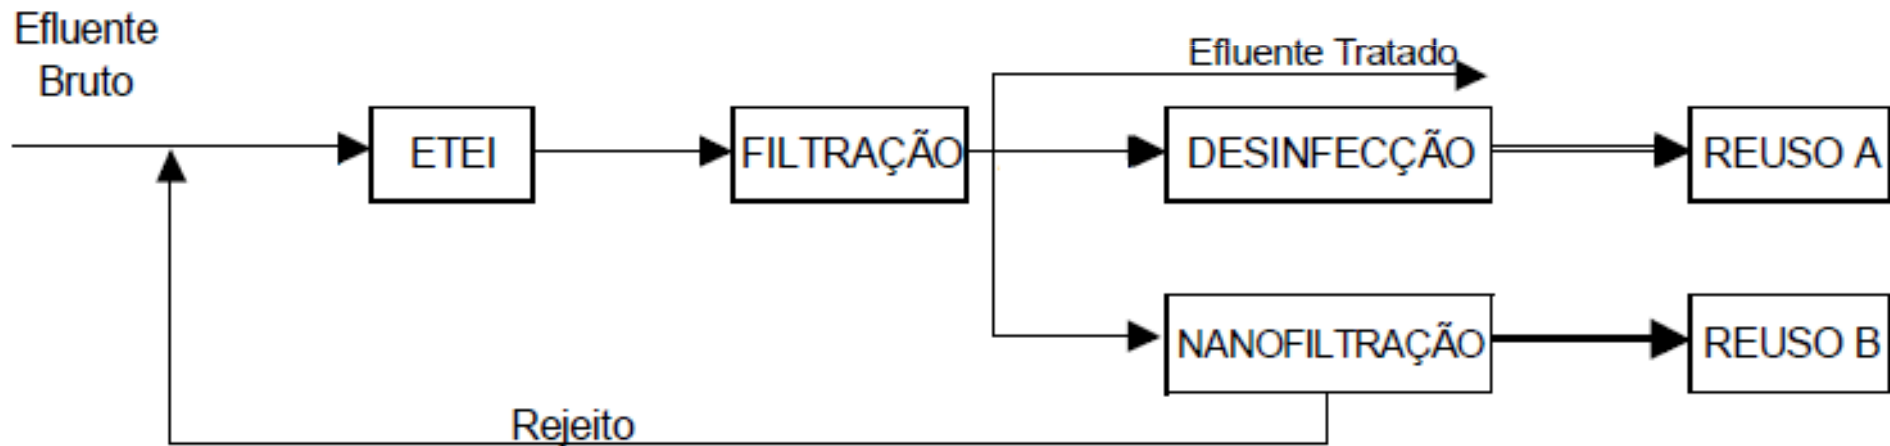 Efluente
Bruto
Efluente Tratado
ETEI
FILTRAÇÃO
DESINFECÇÃO
REUSO A
NANOFILTRAÇÃO
REUSO B
Rejeito